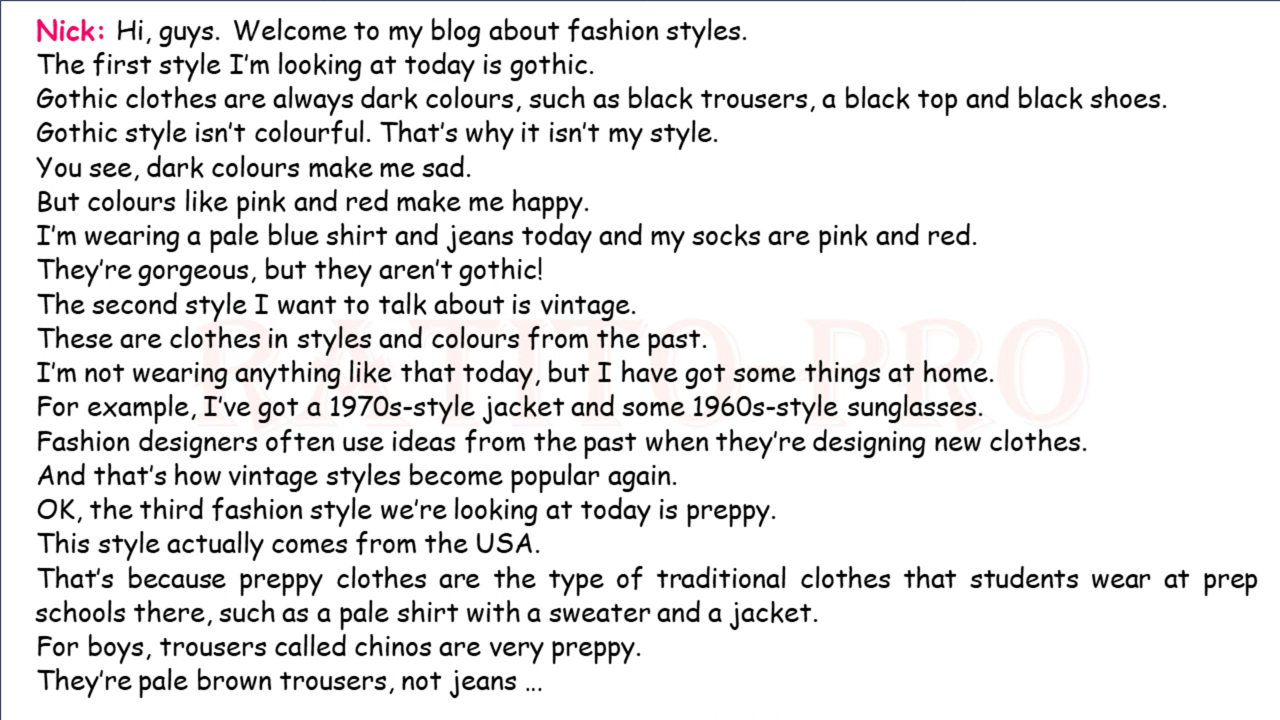 Nick: Hi, guys. Welcome to my blog about fashion styles.
The first style I'm looking at today is gothic.
Gothic clothes are always dark colours, such as black trousers, a black top and black shoes.
Gothic style isn't colourful. That's why it isn't my style.
You see, dark colours make me sad.
But colours like pink and red make me happy.
I'm wearing a pale blue shirt and jeans today and my socks are pink and red.
They're gorgeous, but they aren't gothic!
The second style I want to talk about is vintage.
These are clothes in styles and colours from the past.
I'm not wearing anything like that today, but I have got some things at home.
For example, I've got a 1970s-style jacket and some 1960s-style sunglasses.
Fashion designers often use ideas from the past when they're designing new clothes.
And that's how vintage styles become popular again.
OK, the third fashion style we're looking at today is preppy.
This style actually comes from the USA.
That's because preppy clothes are the type of traditional clothes that students wear at prep
schools there, such as a pale shirt with a sweater and a jacket.
For boys, trousers called chinos are very preppy.
They're pale brown trousers, not jeans ...
RATITO PRO